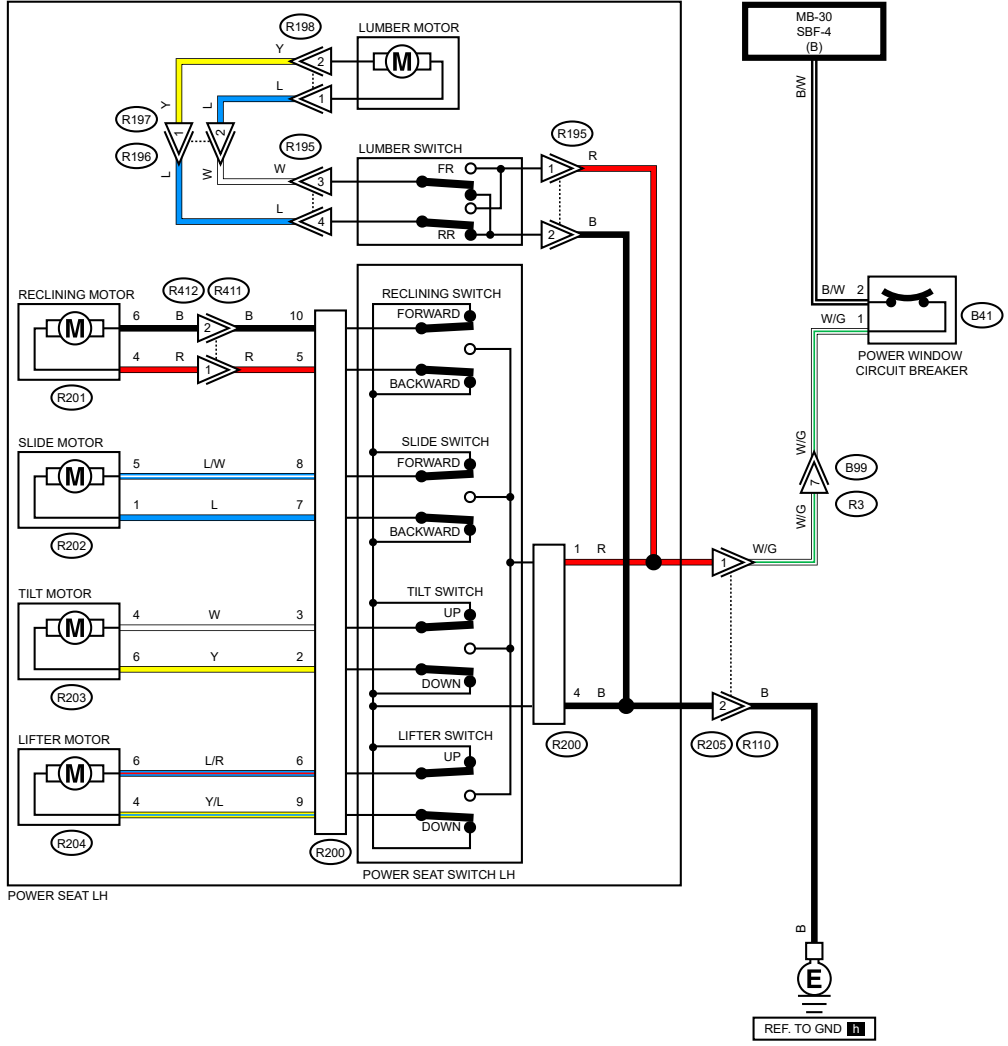 MB-30
SBF-4
(B)
B/W
R198
LUMBER MOTOR
Y
2
M
L
1
Y
L
R197
1
2
R196
R195
LUMBER SWITCH
R195
L
W
W
3
FR
1
R
L
4
RR
2
B
B/W 2
W/G 1
B41
POWER WINDOW
CIRCUIT BREAKER
R412
R411
RECLINING MOTOR
M
6
B
2
B
10
4
R
1
R
5
R201
RECLINING SWITCH
FORWARD
BACKWARD
SLIDE MOTOR
M
5
L/W
8
1
L
7
R202
SLIDE SWITCH
FORWARD
BACKWARD
W/G
7
B99
R3
W/G
1
R
1
W/G
TILT MOTOR
M
4
W
3
6
Y
2
R203
TILT SWITCH
UP
DOWN
4
B
2
B
R200
R205
R110
LIFTER MOTOR
M
6
L/R
6
4
Y/L
9
R204
R200
LIFTER SWITCH
UP
DOWN
POWER SEAT SWITCH LH
POWER SEAT LH
B
E
REF. TO GND h